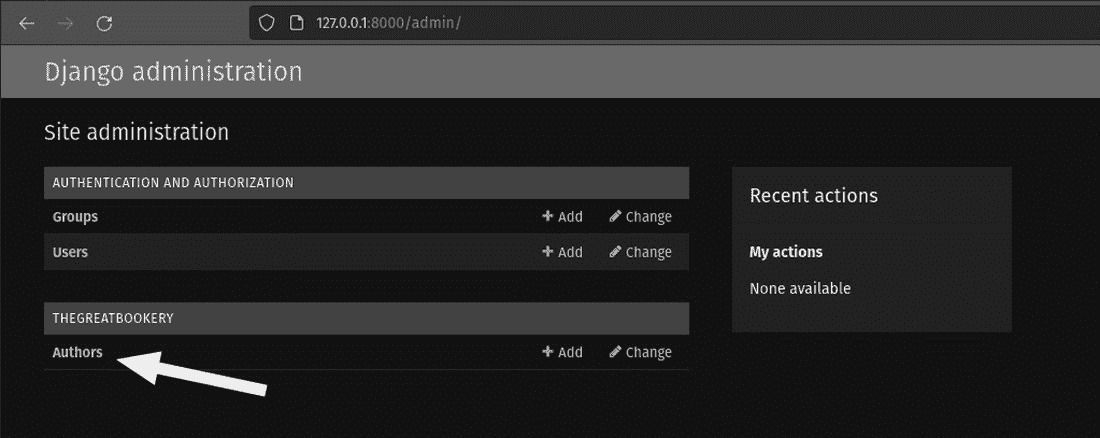 127.0.0.1:8000/admin/
Django administration
Site administration
AUTHENTICATION AND AUTHORIZATION
Groups Add Change
Users Add Change
THEGREATBOOKERY
Authors Add Change
Recent actions
My actions
None available